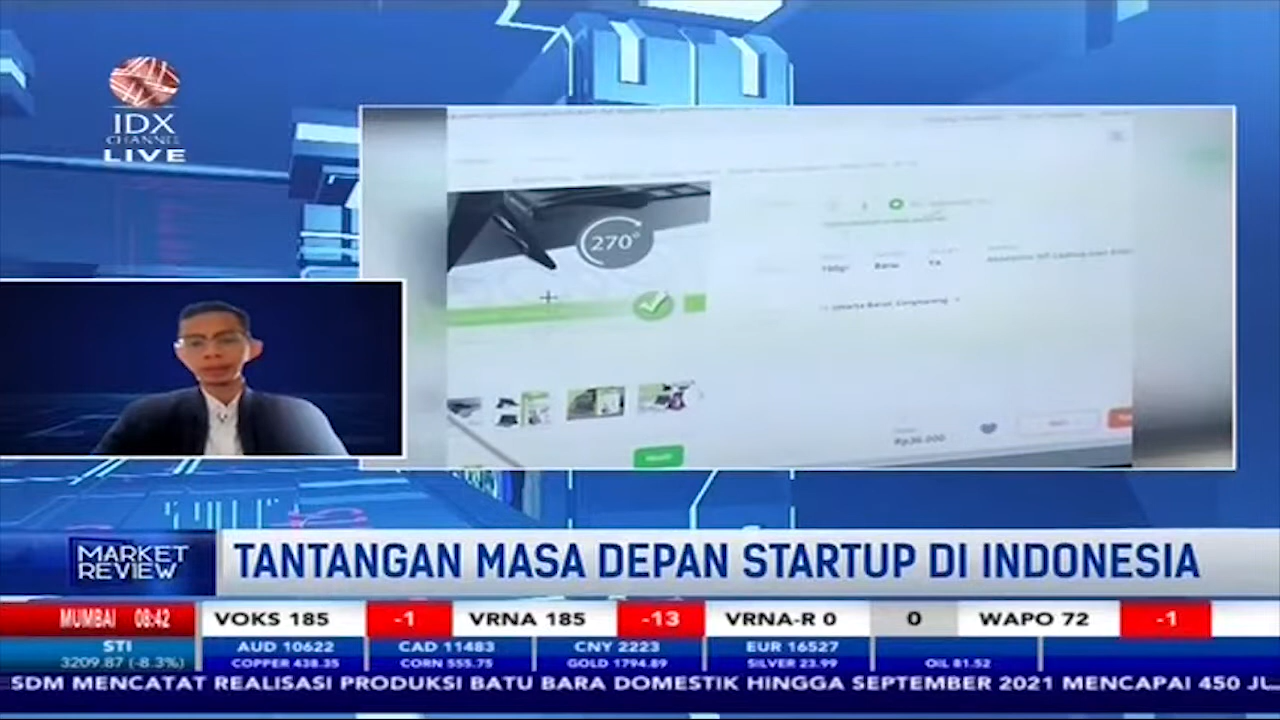 IDX
CHANNEL
LIVE
270°
Rp36.000
MARKET
REVIEW
TANTANGAN MASA DEPAN STARTUP DI INDONESIA
MUMBAI 08:42
VOKS 185 -1 VRNA 185 -13 VRNA-R 0 0 WAPO 72 -1
STI
3209.87 (-8.3%)
AUD 10622 CAD 11483 CNY 2223 EUR 16527
COPPER 438.35 CORN 555.75 GOLD 1794.89 SILVER 23.99 OIL 81.52
SDM MENCATAT REALISASI PRODUKSI BATU BARA DOMESTIK HINGGA SEPTEMBER 2021 MENCAPAI 450 JU